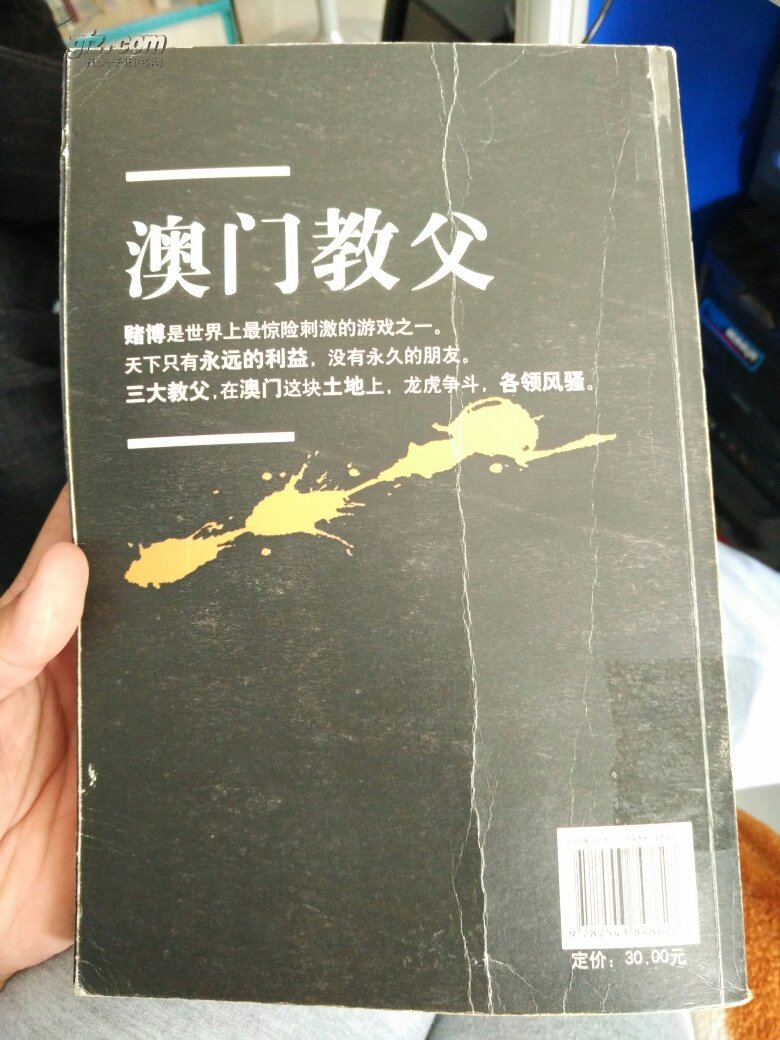 澳门教父
赌博是世界上最惊险刺激的游戏之一。
天下只有永远的利益，没有永久的朋友。
三大教父，在澳门这块土地上，龙虎争斗，各领风骚。
定价：30.00元